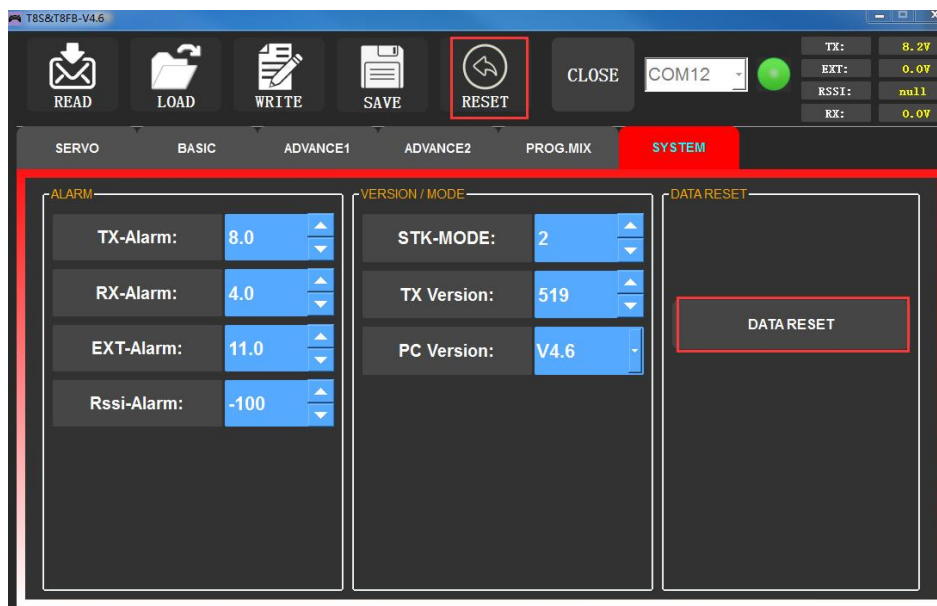 T8S&T8FB-V4.6
READ LOAD WRITE SAVE RESET CLOSE COM12
TX: 8.2V
EXT: 0.0V
RSSI: null
RX: 0.0V
SERVO BASIC ADVANCE1 ADVANCE2 PROG.MIX SYSTEM
ALARM
TX-Alarm: 8.0
RX-Alarm: 4.0
EXT-Alarm: 11.0
Rssi-Alarm: -100
VERSION / MODE
STK-MODE: 2
TX Version: 519
PC Version: V4.6
DATA RESET
DATA RESET